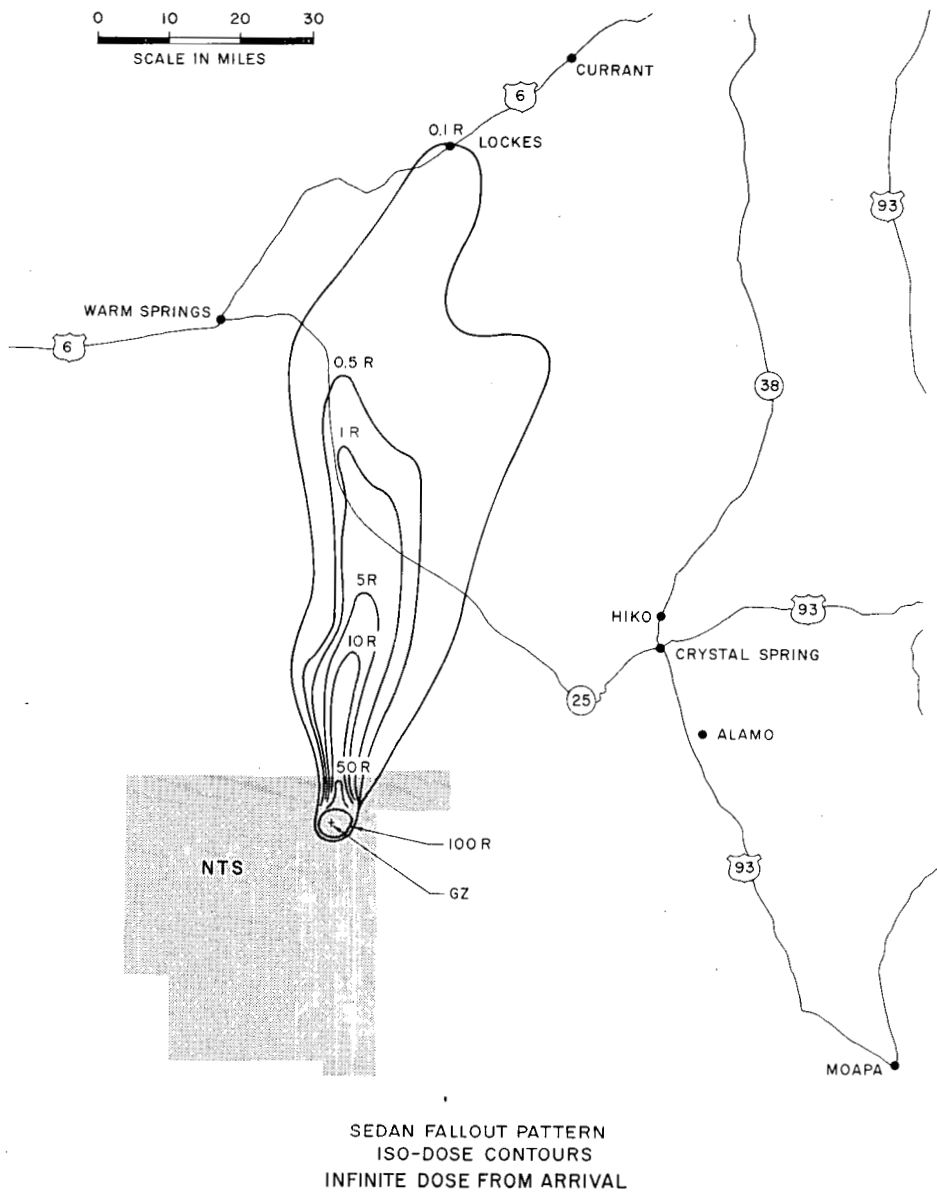 0 10 20 30
SCALE IN MILES
CURRANT
6
0.1 R
LOCKES
93
WARM SPRINGS
6
0.5 R
38
1 R
5 R
HIKO
93
10 R
CRYSTAL SPRING
25
ALAMO
50 R
100 R
NTS
93
GZ
MOAPA
SEDAN FALLOUT PATTERN
ISO-DOSE CONTOURS
INFINITE DOSE FROM ARRIVAL